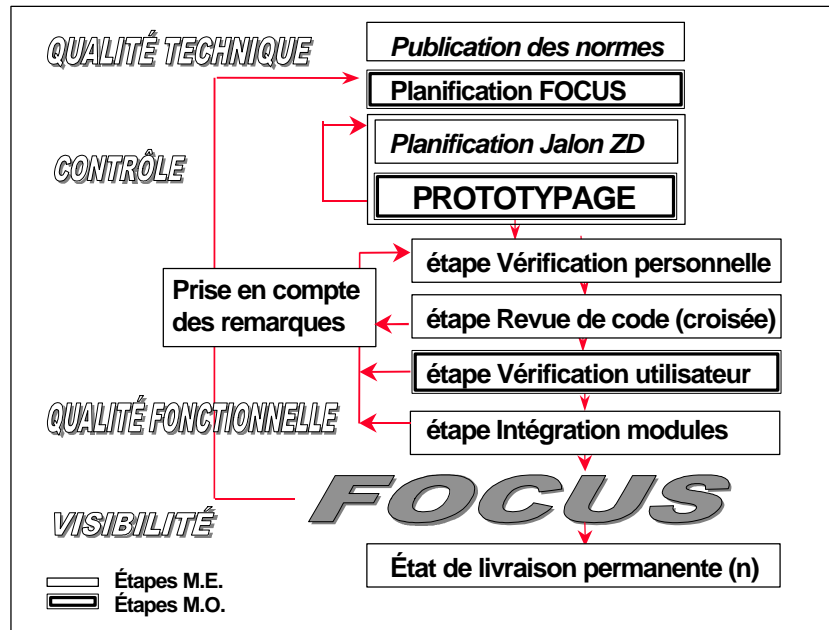 QUALITÉ TECHNIQUE
Publication des normes
Planification FOCUS
CONTRÔLE
Planification Jalon ZD
PROTOTYPAGE
étape Vérification personnelle
Prise en compte
des remarques
étape Revue de code (croisée)
étape Vérification utilisateur
QUALITÉ FONCTIONNELLE
étape Intégration modules
FOCUS
VISIBILITÉ
État de livraison permanente (n)
Étapes M.E.
Étapes M.O.